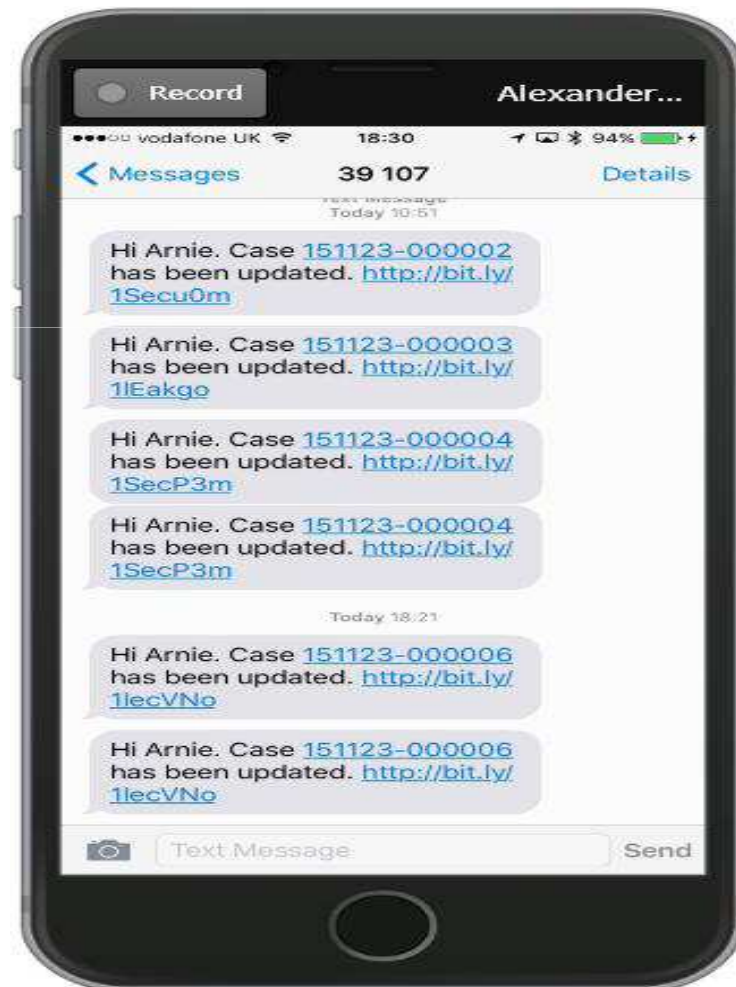 Record Alexander...
vodafone UK 18:30 94%
Messages 39 107 Details
Text Message
Today 10:51
Hi Arnie. Case 151123-000002
has been updated. http://bit.ly/
1Secu0m
Hi Arnie. Case 151123-000003
has been updated. http://bit.ly/
1lEakgo
Hi Arnie. Case 151123-000004
has been updated. http://bit.ly/
1SecP3m
Hi Arnie. Case 151123-000004
has been updated. http://bit.ly/
1SecP3m
Today 18:21
Hi Arnie. Case 151123-000006
has been updated. http://bit.ly/
1lecVNo
Hi Arnie. Case 151123-000006
has been updated. http://bit.ly/
1lecVNo
Text Message Send